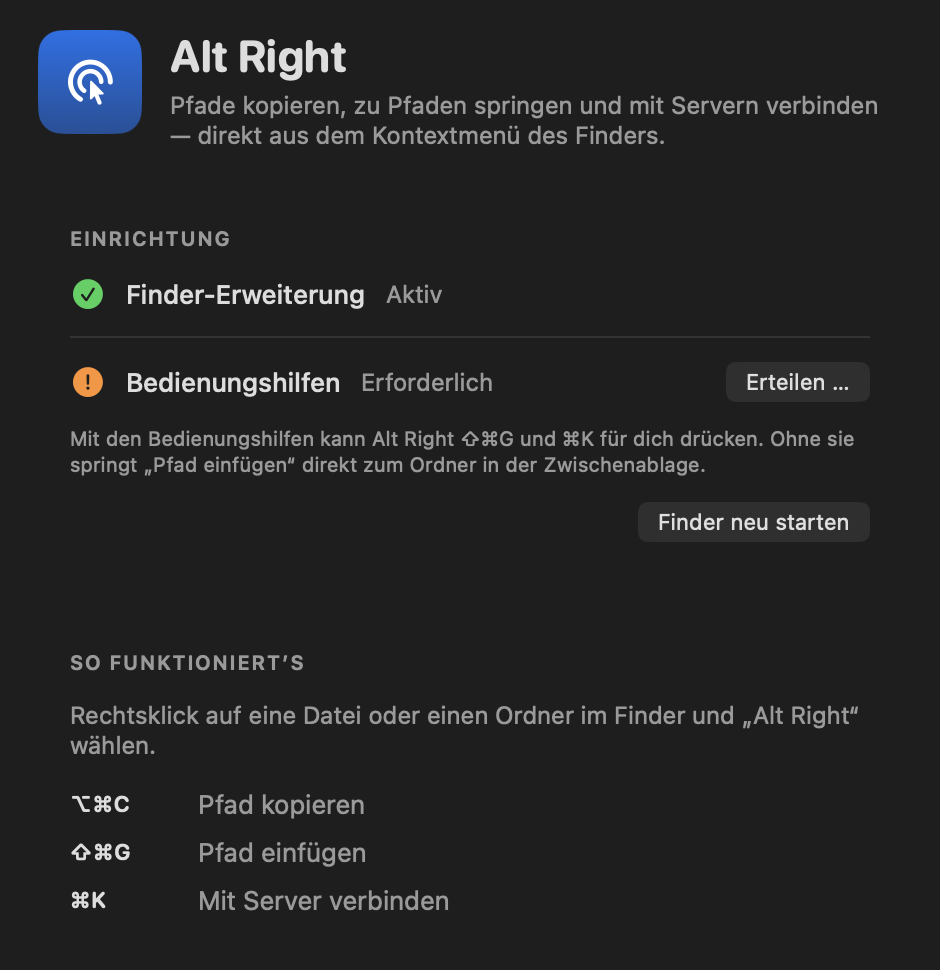 Alt Right
Pfade kopieren, zu Pfaden springen und mit Servern verbinden
— direkt aus dem Kontextmenü des Finders.
EINRICHTUNG
Finder-Erweiterung Aktiv
Bedienungshilfen Erforderlich Erteilen ...
Mit den Bedienungshilfen kann Alt Right ⇧⌘G und ⌘K für dich drücken. Ohne sie
springt „Pfad einfügen“ direkt zum Ordner in der Zwischenablage.
Finder neu starten
SO FUNKTIONIERT’S
Rechtsklick auf eine Datei oder einen Ordner im Finder und „Alt Right“
wählen.
⌥⌘C Pfad kopieren
⇧⌘G Pfad einfügen
⌘K Mit Server verbinden